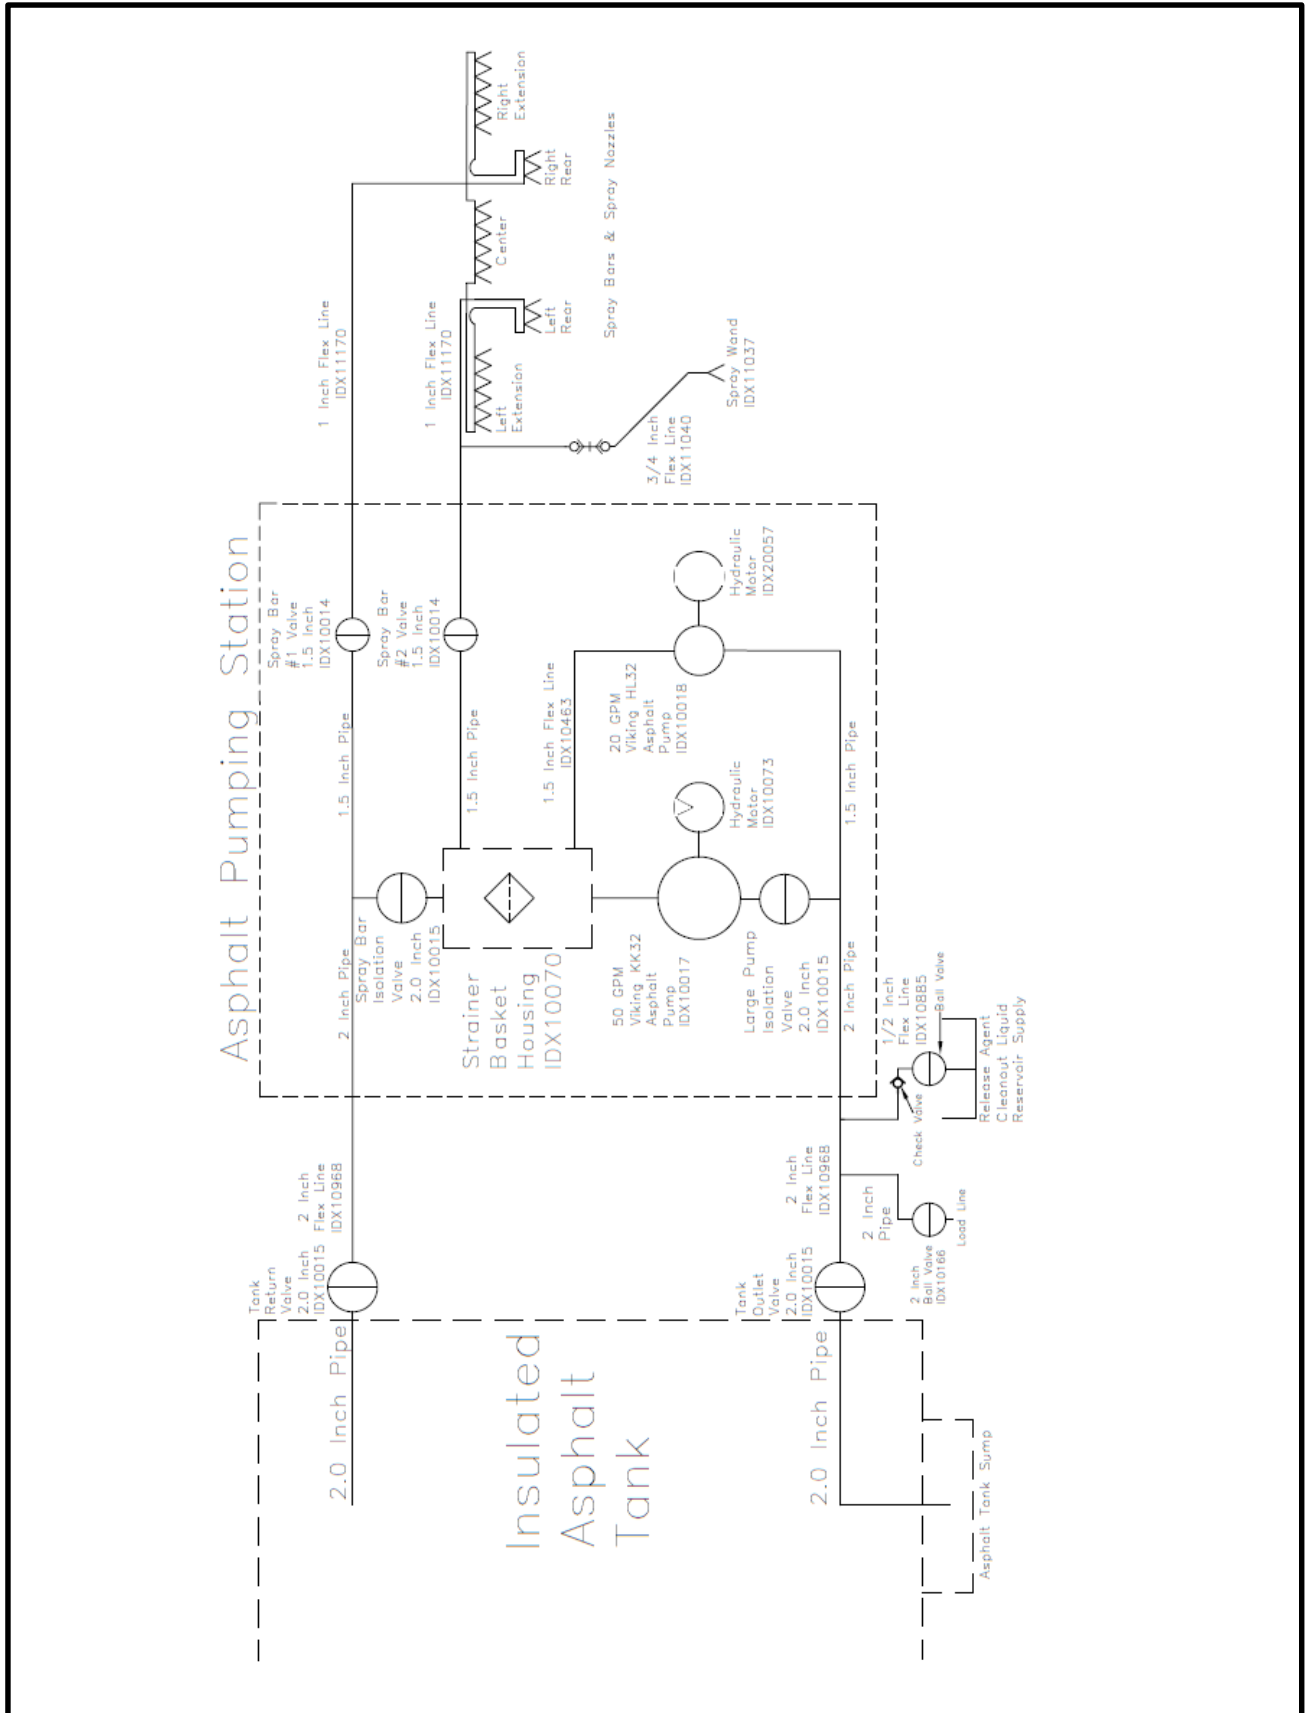 Asphalt Pumping Station
Insulated
Asphalt
Tank
2.0 Inch Pipe
Tank
Return
Valve
2.0 Inch
IDX10015
2 Inch
Flex Line
IDX10968
2 Inch Pipe
Spray Bar
Isolation
Valve
2.0 Inch
IDX10015
1.5 Inch Pipe
Spray Bar
#1 Valve
1.5 Inch
IDX10014
1 Inch Flex Line
IDX11170
Strainer
Basket
Housing
IDX10070
1.5 Inch Pipe
Spray Bar
#2 Valve
1.5 Inch
IDX10014
1 Inch Flex Line
IDX11170
Left
Extension
Left
Rear
Center
Right
Rear
Right
Extension
Spray Bars & Spray Nozzles
3/4 Inch
Flex Line
IDX11040
Spray Wand
IDX11037
1.5 Inch Flex Line
IDX10463
50 GPM
Viking KK32
Asphalt
Pump
IDX10017
Hydraulic
Motor
IDX10073
20 GPM
Viking HL32
Asphalt
Pump
IDX10018
Hydraulic
Motor
IDX20057
Large Pump
Isolation
Valve
2.0 Inch
IDX10015
2.0 Inch Pipe
Tank
Outlet
Valve
2.0 Inch
IDX10015
2 Inch
Flex Line
IDX10968
2 Inch Pipe
1.5 Inch Pipe
2 Inch
Pipe
2 Inch
Ball Valve
IDX10166
Load Line
Check Valve
1/2 Inch
Flex Line
IDX10885
Ball Valve
Release Agent
Cleanout Liquid
Reservoir Supply
Asphalt Tank Sump